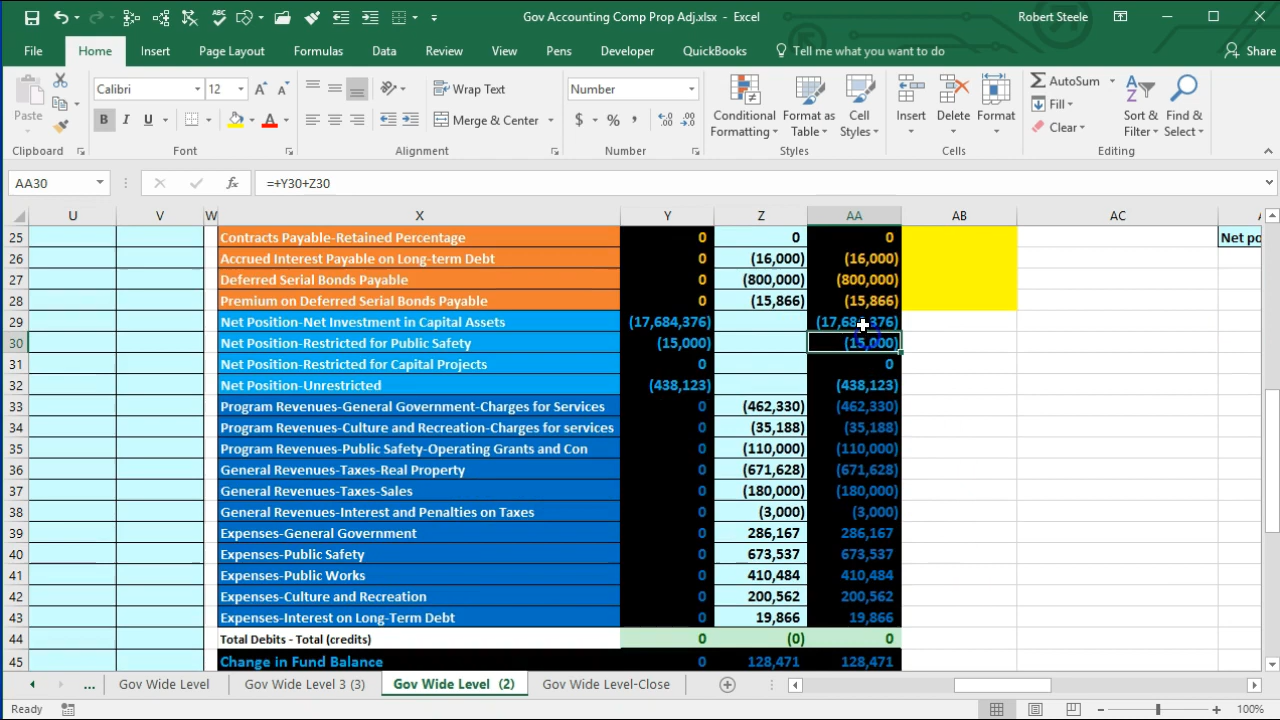 Gov Accounting Comp Prop Adj.xlsx - Excel
Robert Steele
File Home Insert Page Layout Formulas Data Review View Pens Developer QuickBooks Tell me what you want to do Share
Calibri 12 Wrap Text Number AutoSum
Paste B I U Merge & Center $ % , Conditional Formatting Format as Table Cell Styles Insert Delete Format Fill Clear Sort & Filter Find & Select
Clipboard Font Alignment Number Styles Cells Editing
AA30 fx =+Y30+Z30
U V W X Y Z AA AB AC
25 Contracts Payable-Retained Percentage 0 0 0 Net po
26 Accrued Interest Payable on Long-term Debt 0 (16,000) (16,000)
27 Deferred Serial Bonds Payable 0 (800,000) (800,000)
28 Premium on Deferred Serial Bonds Payable 0 (15,866) (15,866)
29 Net Position-Net Investment in Capital Assets (17,684,376) (17,684,376)
30 Net Position-Restricted for Public Safety (15,000) (15,000)
31 Net Position-Restricted for Capital Projects 0 0
32 Net Position-Unrestricted (438,123) (438,123)
33 Program Revenues-General Government-Charges for Services 0 (462,330) (462,330)
34 Program Revenues-Culture and Recreation-Charges for services 0 (35,188) (35,188)
35 Program Revenues-Public Safety-Operating Grants and Con 0 (110,000) (110,000)
36 General Revenues-Taxes-Real Property 0 (671,628) (671,628)
37 General Revenues-Taxes-Sales 0 (180,000) (180,000)
38 General Revenues-Interest and Penalties on Taxes 0 (3,000) (3,000)
39 Expenses-General Government 0 286,167 286,167
40 Expenses-Public Safety 0 673,537 673,537
41 Expenses-Public Works 0 410,484 410,484
42 Expenses-Culture and Recreation 0 200,562 200,562
43 Expenses-Interest on Long-Term Debt 0 19,866 19,866
44 Total Debits - Total (credits) 0 (0) 0
45 Change in Fund Balance 0 128,471 128,471
... Gov Wide Level Gov Wide Level 3 (3) Gov Wide Level (2) Gov Wide Level-Close
Ready 100%